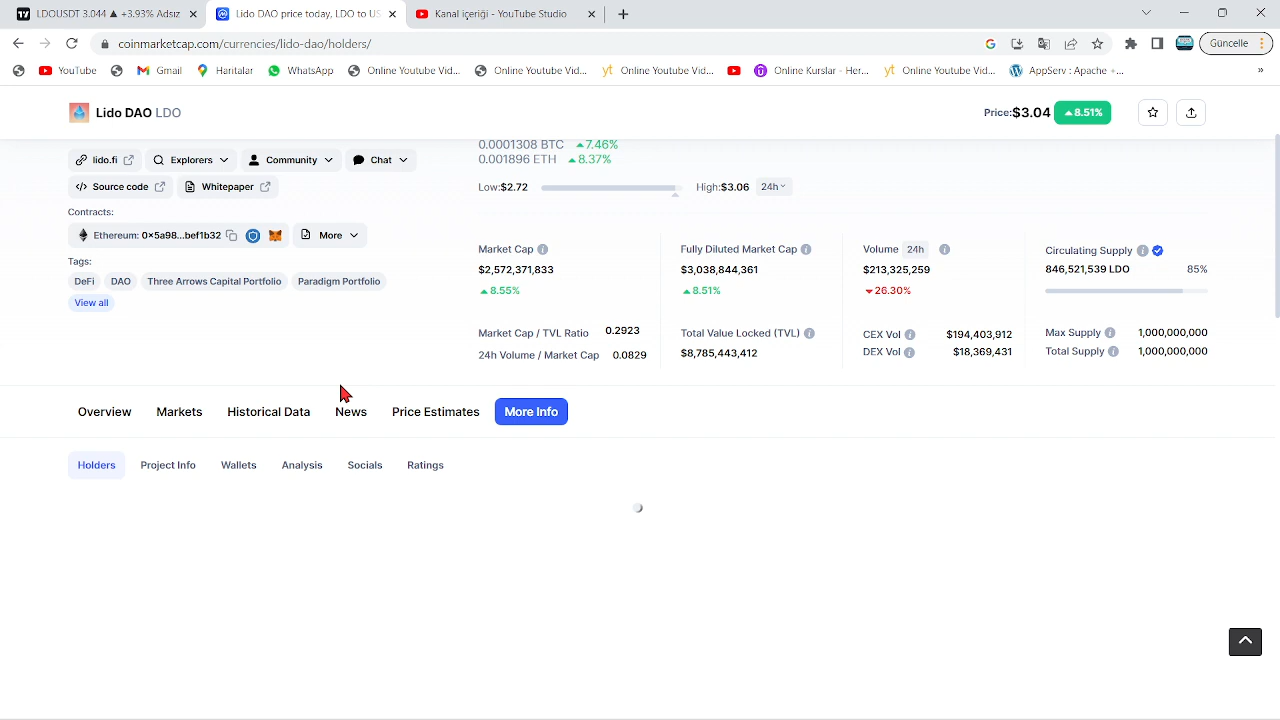 LDOUSDT 3.044 ▲ +3.93% Adsız
Lido DAO price today, LDO to US
Kanal içeriği - YouTube Studio
coinmarketcap.com/currencies/lido-dao/holders/
Güncelle
YouTube
Gmail
Haritalar
WhatsApp
Online Youtube Vid...
Online Youtube Vid...
Online Youtube Vid...
Online Kurslar - Her...
Online Youtube Vid...
AppServ : Apache +...
»
Lido DAO LDO
Price:$3.04
8.51%
0.0001308 BTC 7.46%
lido.fi
Explorers
Community
Chat
0.001896 ETH 8.37%
Source code
Whitepaper
Low:$2.72
High:$3.06
24h
Contracts:
Ethereum: 0x5a98...bef1b32
More
Tags:
DeFi
DAO
Three Arrows Capital Portfolio
Paradigm Portfolio
View all
Market Cap
$2,572,371,833
8.55%
Market Cap / TVL Ratio 0.2923
24h Volume / Market Cap 0.0829
Fully Diluted Market Cap
$3,038,844,361
8.51%
Total Value Locked (TVL)
$8,785,443,412
Volume 24h
$213,325,259
26.30%
CEX Vol $194,403,912
DEX Vol $18,369,431
Circulating Supply
846,521,539 LDO 85%
Max Supply 1,000,000,000
Total Supply 1,000,000,000
Overview
Markets
Historical Data
News
Price Estimates
More Info
Holders
Project Info
Wallets
Analysis
Socials
Ratings